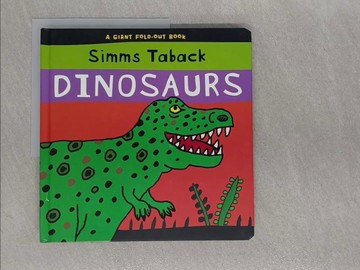 A GIANT FOLD-OUT BOOK
Simms Taback
DINOSAURS